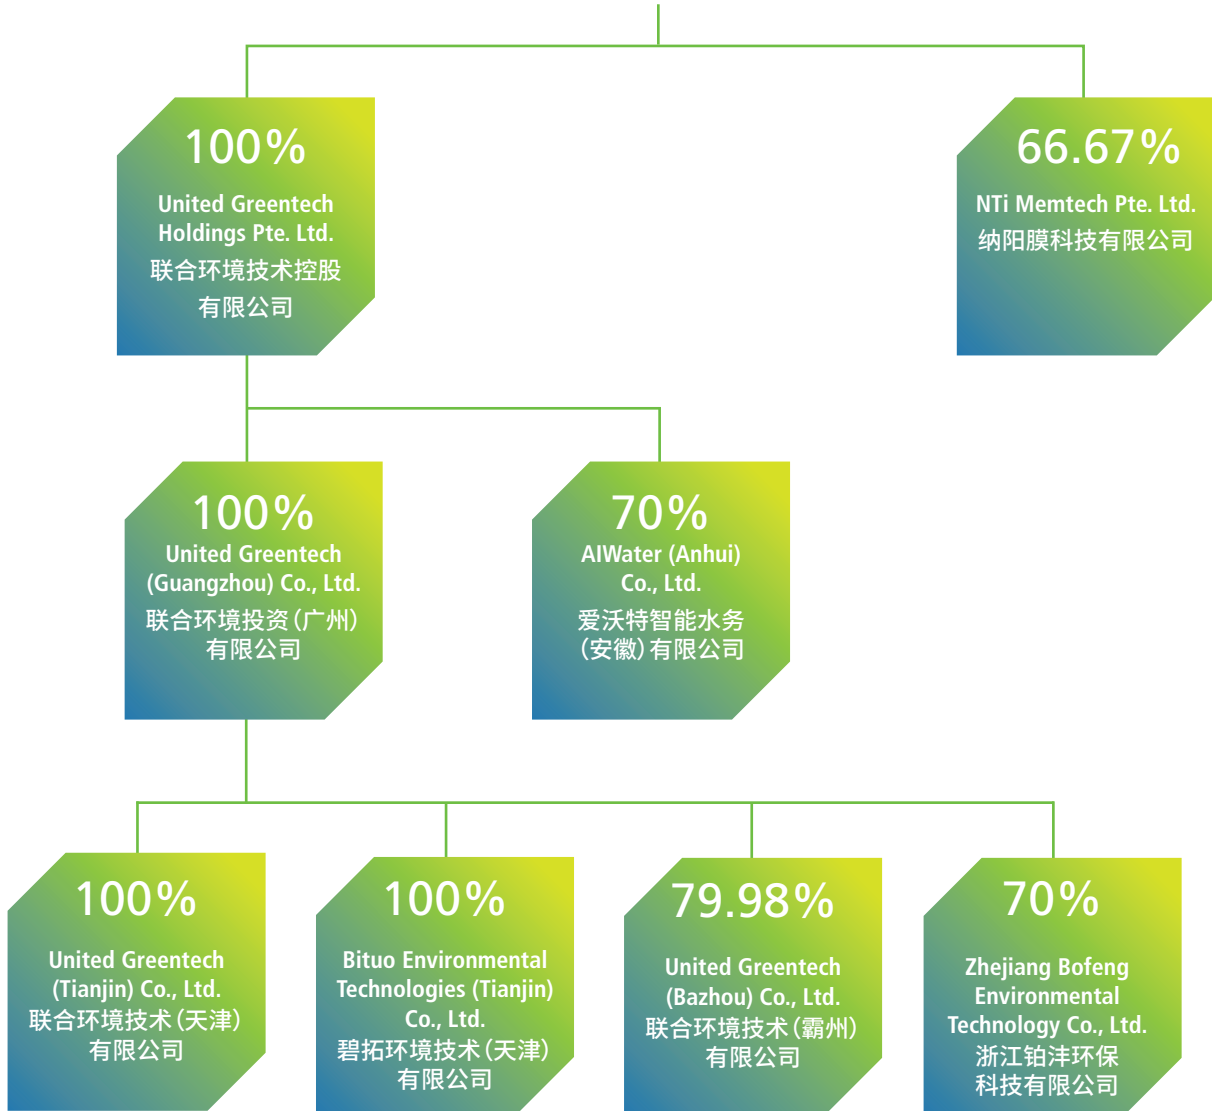 100%
United Greentech
Holdings Pte. Ltd.
联合环境技术控股
有限公司
66.67%
NTi Memtech Pte. Ltd.
纳阳膜科技有限公司
100%
United Greentech
(Guangzhou) Co., Ltd.
联合环境投资(广州)
有限公司
70%
AIWater (Anhui)
Co., Ltd.
爱沃特智能水务
(安徽)有限公司
100%
United Greentech
(Tianjin) Co., Ltd.
联合环境技术(天津)
有限公司
100%
Bituo Environmental
Technologies (Tianjin)
Co., Ltd.
碧拓环境技术(天津)
有限公司
79.98%
United Greentech
(Bazhou) Co., Ltd.
联合环境技术(霸州)
有限公司
70%
Zhejiang Bofeng
Environmental
Technology Co., Ltd.
浙江铂沣环保
科技有限公司